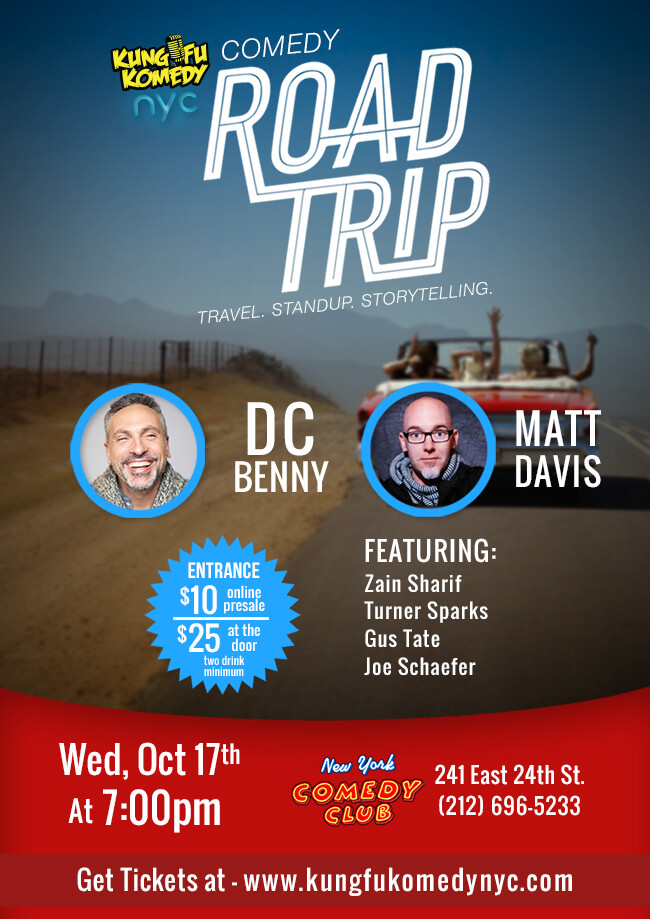 KUNG FU
KOMEDY
nyc
COMEDY
ROAD
TRIP
TRAVEL. STANDUP. STORYTELLING.
DC
BENNY
MATT
DAVIS
ENTRANCE
$10 online
presale
$25 at the
door
two drink
minimum
FEATURING:
Zain Sharif
Turner Sparks
Gus Tate
Joe Schaefer
Wed, Oct 17th
At 7:00pm
New York
COMEDY
CLUB
241 East 24th St.
(212) 696-5233
Get Tickets at - www.kungfukomedynyc.com